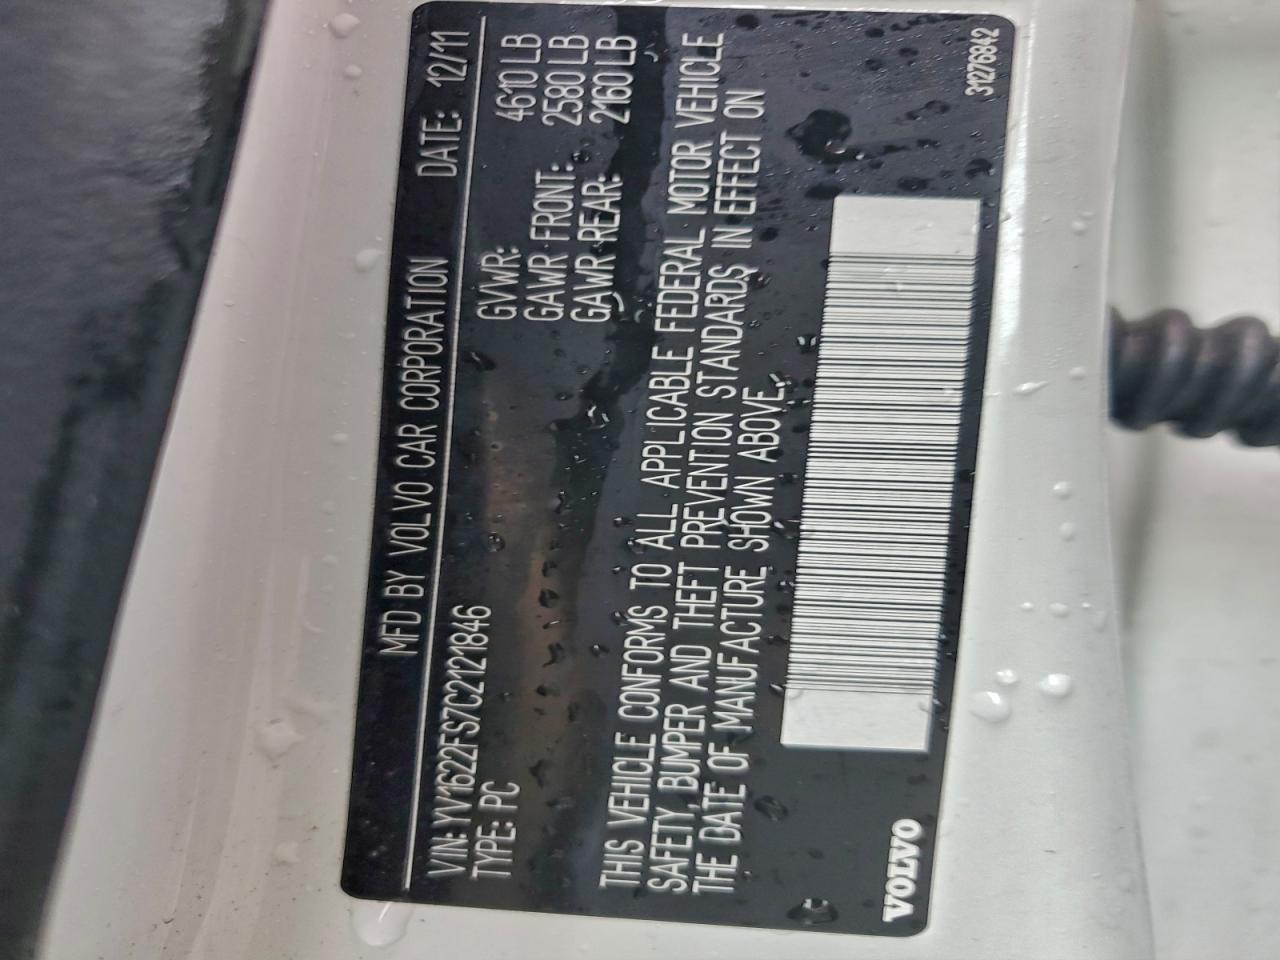 MFD BY VOLVO CAR CORPORATION DATE: 12/11
VIN: YV1622FS7C2121846
TYPE: PC
GVWR: 4610 LB
GAWR FRONT: 2580 LB
GAWR REAR: 2160 LB
THIS VEHICLE CONFORMS TO ALL APPLICABLE FEDERAL MOTOR VEHICLE
SAFETY, BUMPER AND THEFT PREVENTION STANDARDS IN EFFECT ON
THE DATE OF MANUFACTURE SHOWN ABOVE.
VOLVO
31276842